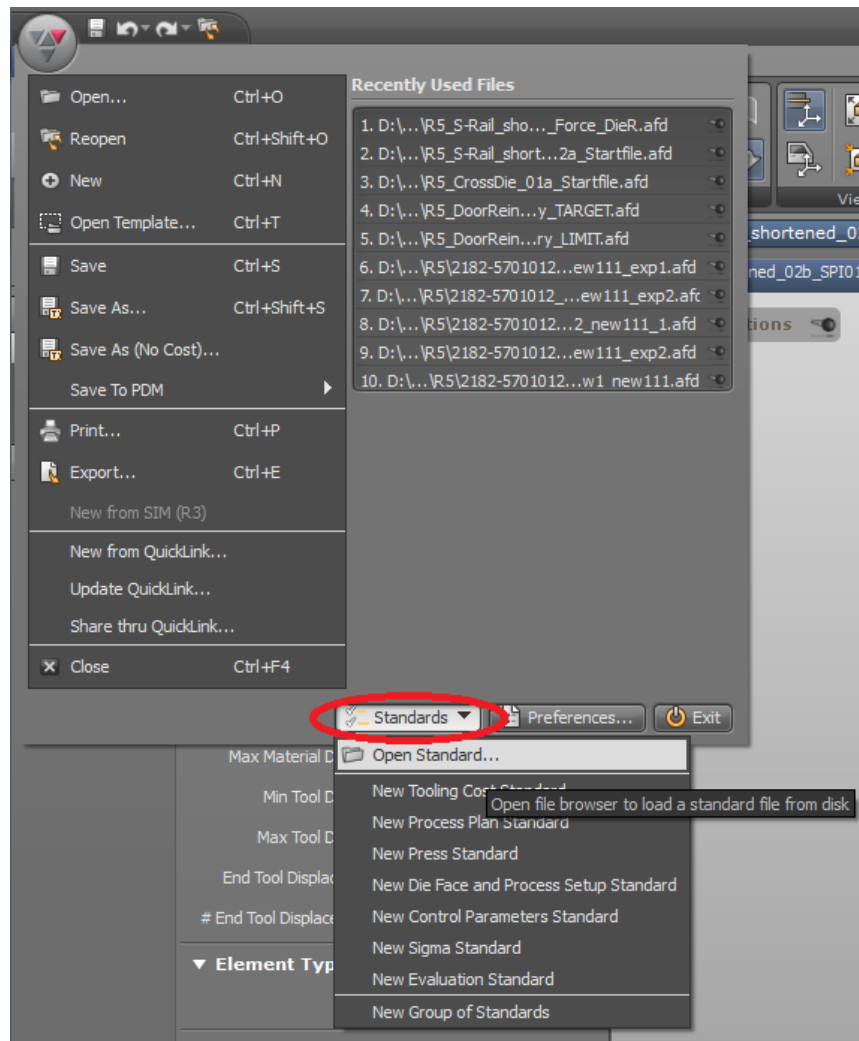 Open... Ctrl+O
Reopen Ctrl+Shift+O
New Ctrl+N
Open Template... Ctrl+T
Save Ctrl+S
Save As... Ctrl+Shift+S
Save As (No Cost)...
Save To PDM
Print... Ctrl+P
Export... Ctrl+E
New from SIM (R3)
New from QuickLink...
Update QuickLink...
Share thru QuickLink...
Close Ctrl+F4
Recently Used Files
1. D:\...\R5_S-Rail_sho..._Force_DieR.afd
2. D:\...\R5_S-Rail_short...2a_Startfile.afd
3. D:\...\R5_CrossDie_01a_Startfile.afd
4. D:\...\R5_DoorRein...y_TARGET.afd
5. D:\...\R5_DoorRein...ry_LIMIT.afd
6. D:\...\R5\2182-5701012...ew111_exp1.afd
7. D:\...\R5\2182-5701012_...ew111_exp2.afc
8. D:\...\R5\2182-5701012...2_new111_1.afd
9. D:\...\R5\2182-5701012...ew111_exp2.afd
10. D:\...\R5\2182-5701012...w1_new111.afd
Vie
_shortened_0
ned_02b_SPI01
tions
Standards Preferences... Exit
Open Standard...
New Tooling Cost Standard
Open file browser to load a standard file from disk
New Process Plan Standard
New Press Standard
New Die Face and Process Setup Standard
New Control Parameters Standard
New Sigma Standard
New Evaluation Standard
New Group of Standards
Max Material D
Min Tool D
Max Tool D
End Tool Displac
# End Tool Displace
Element Typ